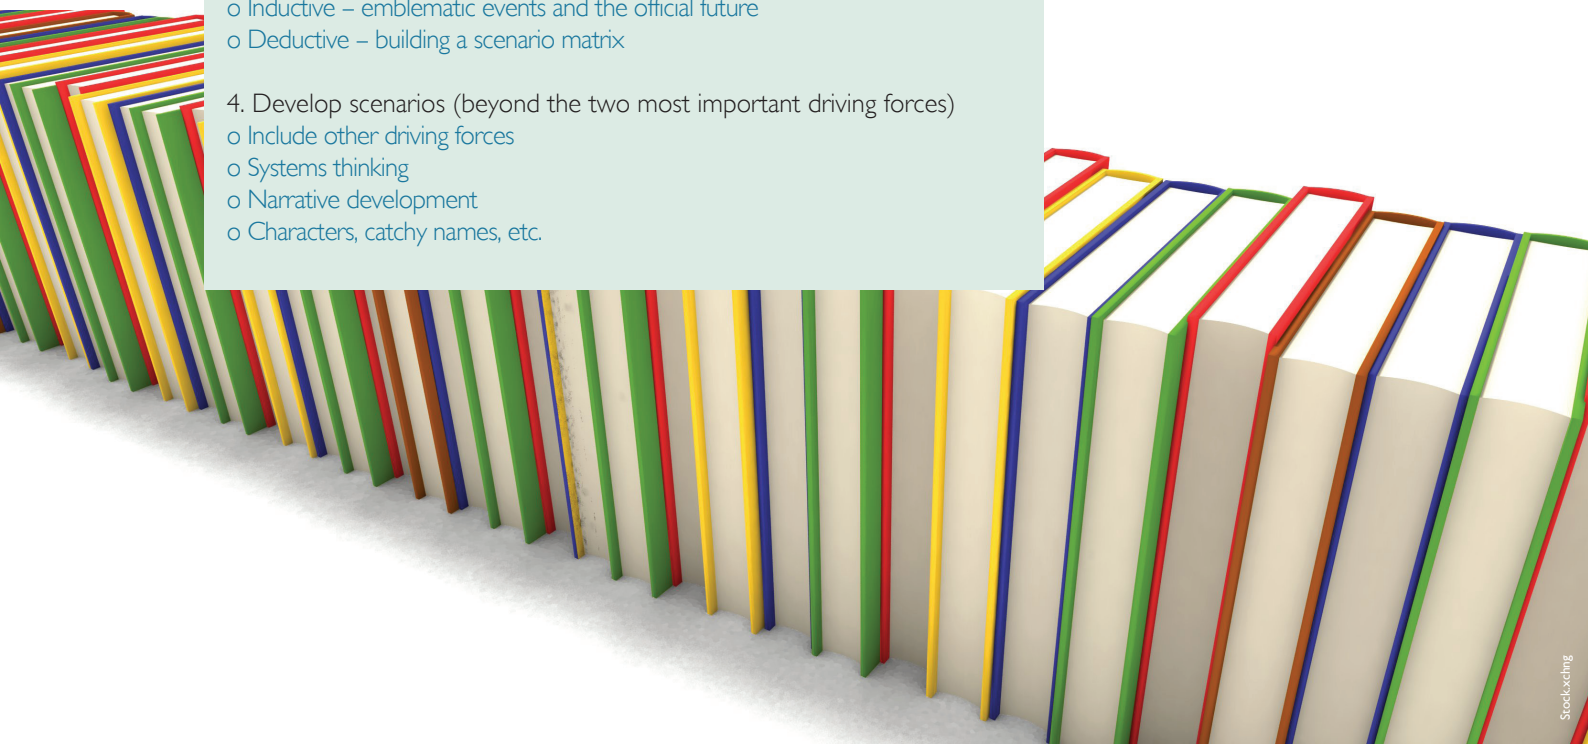 o Inductive – emblematic events and the official future
o Deductive – building a scenario matrix
4. Develop scenarios (beyond the two most important driving forces)
o Include other driving forces
o Systems thinking
o Narrative development
o Characters, catchy names, etc.
Stock.xchng